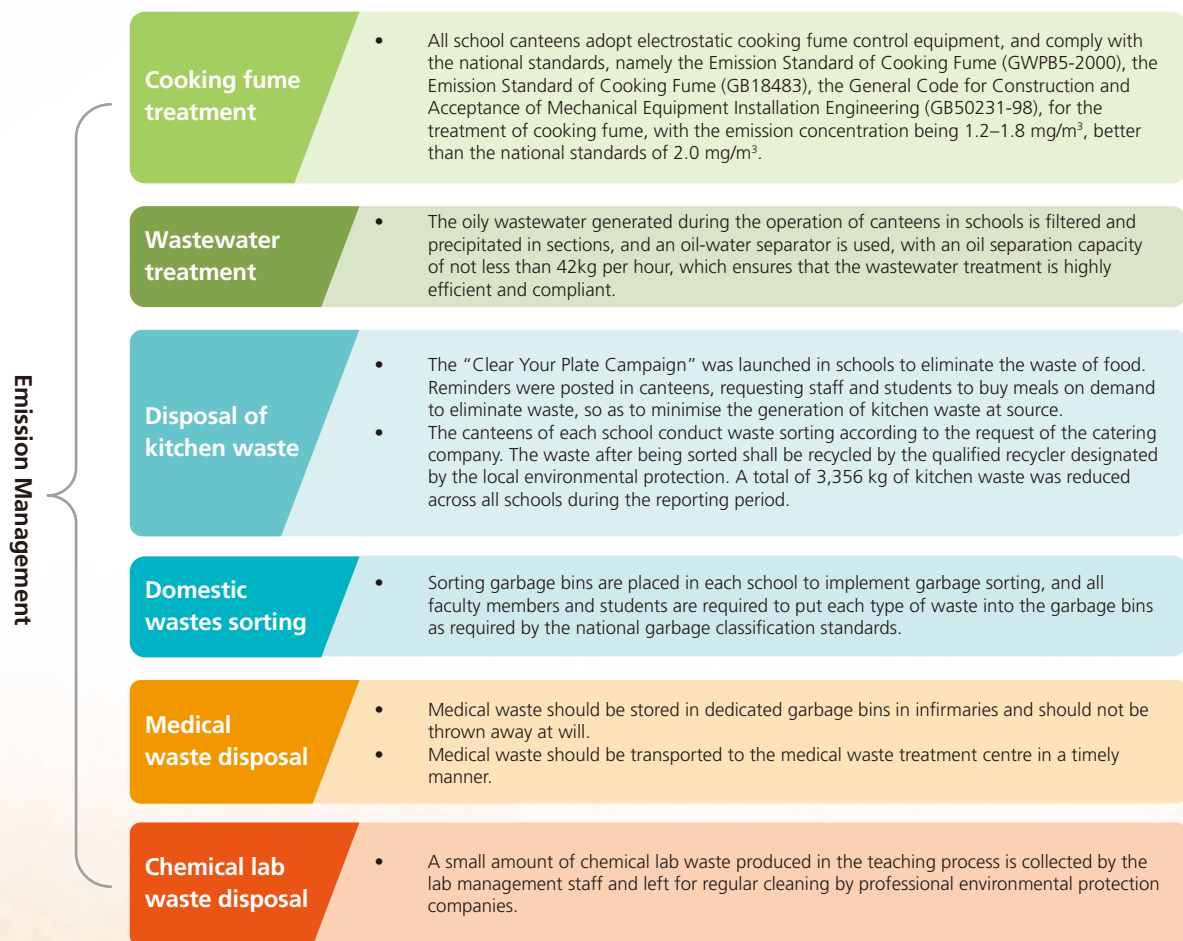 Emission Management
Cooking fume
treatment
• All school canteens adopt electrostatic cooking fume control equipment, and comply with
the national standards, namely the Emission Standard of Cooking Fume (GWPB5-2000), the
Emission Standard of Cooking Fume (GB18483), the General Code for Construction and
Acceptance of Mechanical Equipment Installation Engineering (GB50231-98), for the
treatment of cooking fume, with the emission concentration being 1.2–1.8 mg/m³, better
than the national standards of 2.0 mg/m³.
Wastewater
treatment
• The oily wastewater generated during the operation of canteens in schools is filtered and
precipitated in sections, and an oil-water separator is used, with an oil separation capacity
of not less than 42kg per hour, which ensures that the wastewater treatment is highly
efficient and compliant.
Disposal of
kitchen waste
• The “Clear Your Plate Campaign” was launched in schools to eliminate the waste of food.
Reminders were posted in canteens, requesting staff and students to buy meals on demand
to eliminate waste, so as to minimise the generation of kitchen waste at source.
• The canteens of each school conduct waste sorting according to the request of the catering
company. The waste after being sorted shall be recycled by the qualified recycler designated
by the local environmental protection. A total of 3,356 kg of kitchen waste was reduced
across all schools during the reporting period.
Domestic
wastes sorting
• Sorting garbage bins are placed in each school to implement garbage sorting, and all
faculty members and students are required to put each type of waste into the garbage bins
as required by the national garbage classification standards.
Medical
waste disposal
• Medical waste should be stored in dedicated garbage bins in infirmaries and should not be
thrown away at will.
• Medical waste should be transported to the medical waste treatment centre in a timely
manner.
Chemical lab
waste disposal
• A small amount of chemical lab waste produced in the teaching process is collected by the
lab management staff and left for regular cleaning by professional environmental protection
companies.